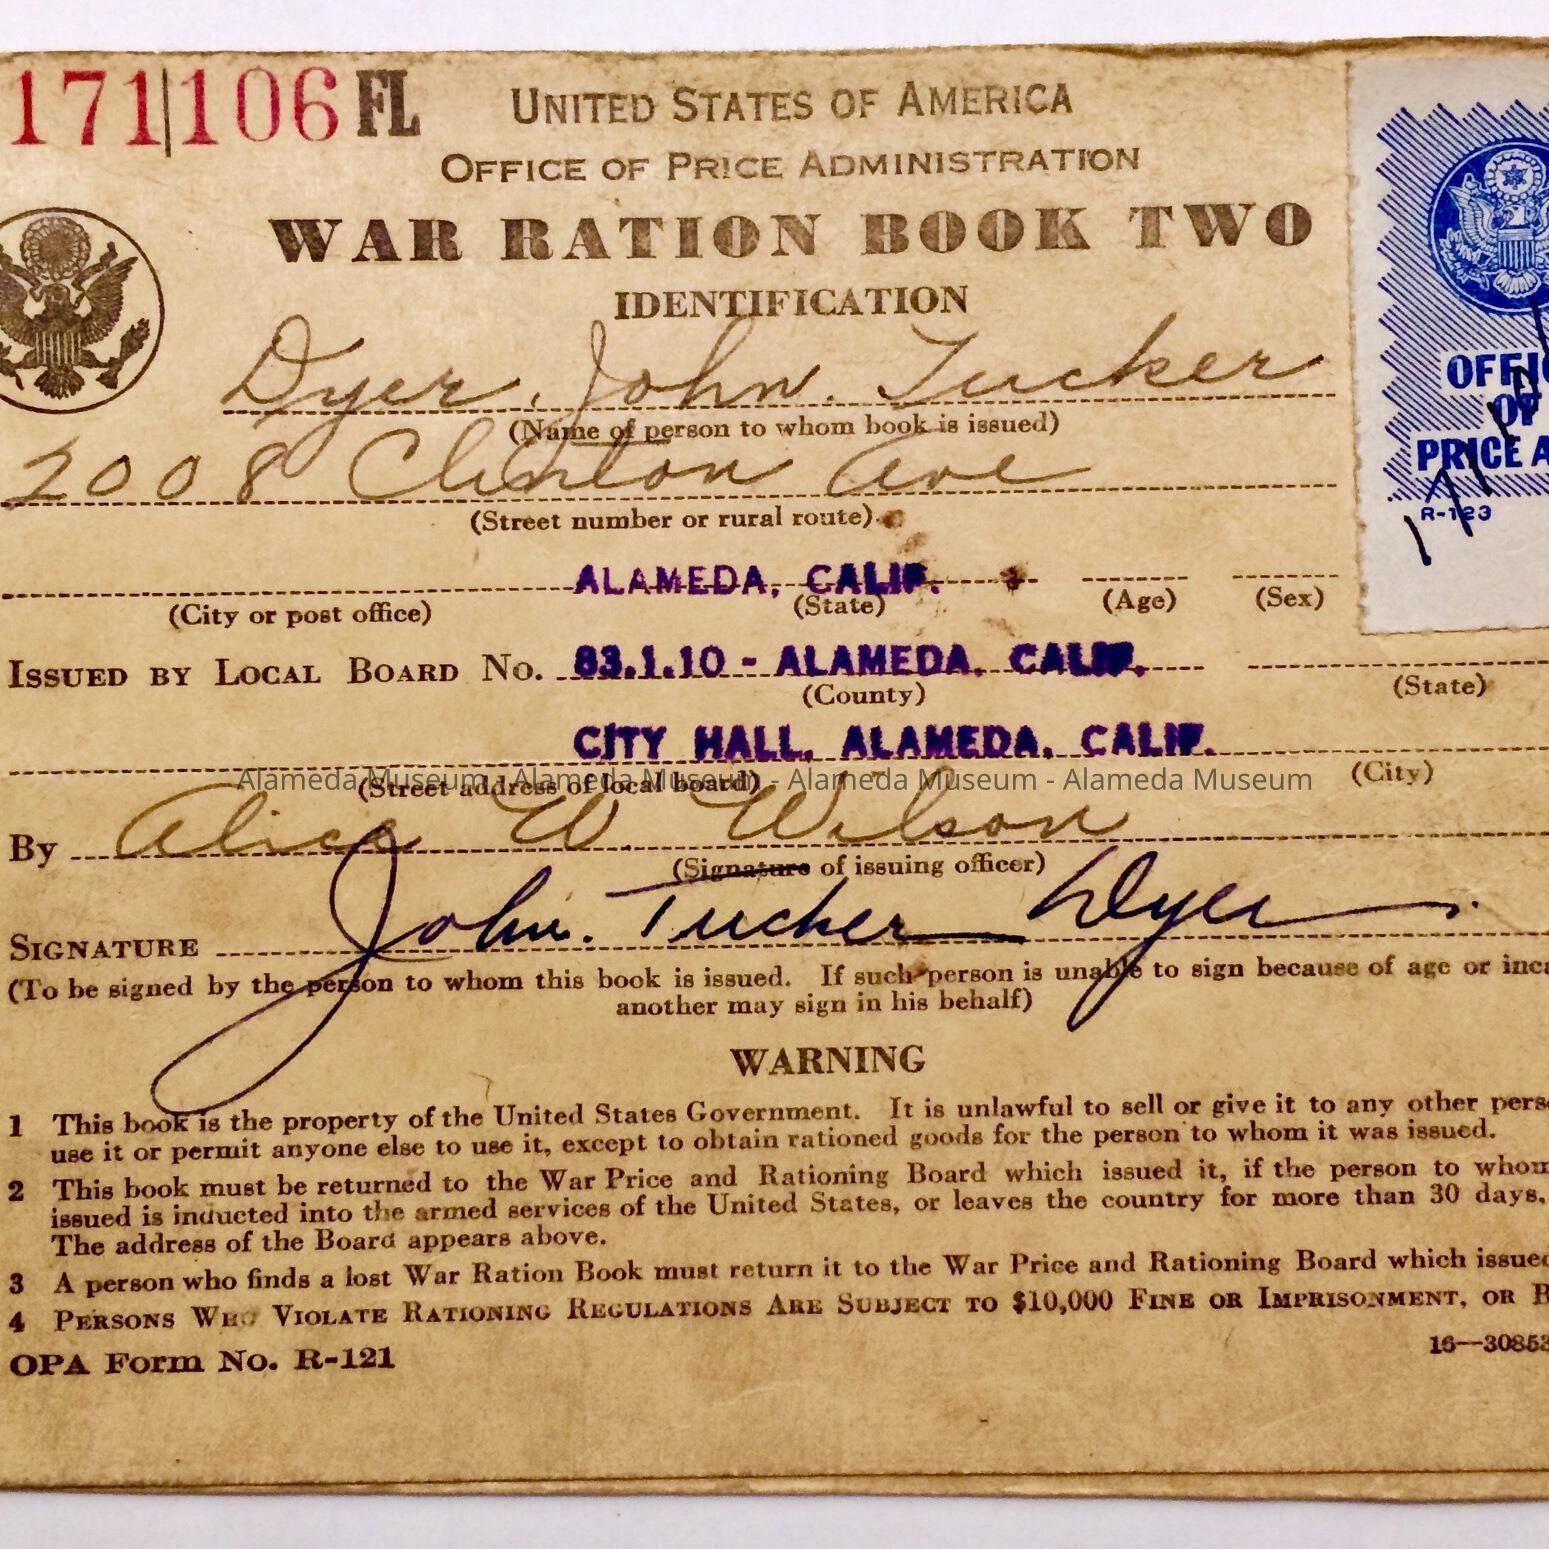 171106 FL
UNITED STATES OF AMERICA
OFFICE OF PRICE ADMINISTRATION
WAR RATION BOOK TWO
IDENTIFICATION
Dyer, John. Tucker
(Name of person to whom book is issued)
2008 Clinton Ave
(Street number or rural route)
ALAMEDA, CALIF.
(City or post office) (State) (Age) (Sex)
ISSUED BY LOCAL BOARD NO. 83.1.10 - ALAMEDA, CALIF.
(County) (State)
CITY HALL, ALAMEDA, CALIF.
(Street address of local board) (City)
Alameda Museum - Alameda Museum - Alameda Museum - Alameda Museum
By Alice W. Wilson
(Signature of issuing officer)
SIGNATURE John. Tucker Dyer.
(To be signed by the person to whom this book is issued. If such person is unable to sign because of age or
another may sign in his behalf)
WARNING
1 This book is the property of the United States Government. It is unlawful to sell or give it to any other
use it or permit anyone else to use it, except to obtain rationed goods for the person to whom it was issued.
2 This book must be returned to the War Price and Rationing Board which issued it, if the person to
issued is inducted into the armed services of the United States, or leaves the country for more than 30 days,
The address of the Board appears above.
3 A person who finds a lost War Ration Book must return it to the War Price and Rationing Board which
4 PERSONS WHO VIOLATE RATIONING REGULATIONS ARE SUBJECT TO $10,000 FINE OR IMPRISONMENT, OR
OPA Form No. R-121
16—30853
OF
PRICE
R-123